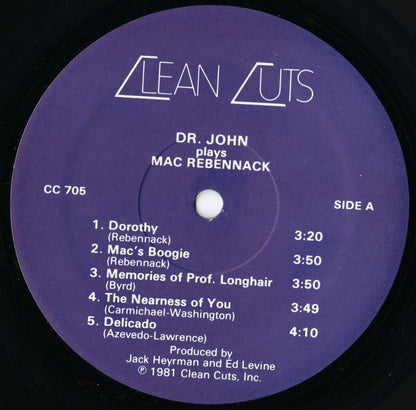 CLEAN CUTS
DR. JOHN
plays
MAC REBENNACK
CC 705
SIDE A
1. Dorothy 3:20
(Rebennack)
2. Mac's Boogie 3:50
(Rebennack)
3. Memories of Prof. Longhair 3:50
(Byrd)
4. The Nearness of You 3:49
(Carmichael-Washington)
5. Delicado 4:10
(Azevedo-Lawrence)
Produced by
Jack Heyrman and Ed Levine
℗ 1981 Clean Cuts, Inc.